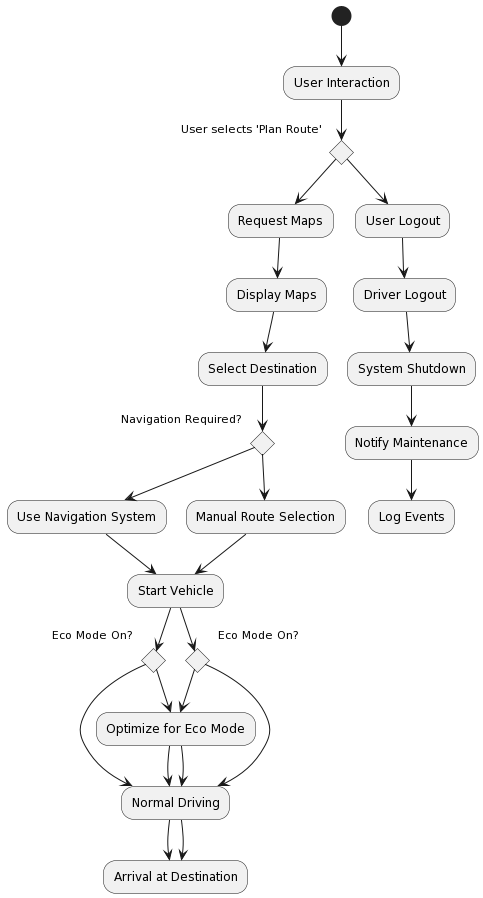 User Interaction
User selects 'Plan Route'
Request Maps
User Logout
Display Maps
Driver Logout
Select Destination
System Shutdown
Navigation Required?
Notify Maintenance
Use Navigation System
Manual Route Selection
Log Events
Start Vehicle
Eco Mode On?
Eco Mode On?
Optimize for Eco Mode
Normal Driving
Arrival at Destination